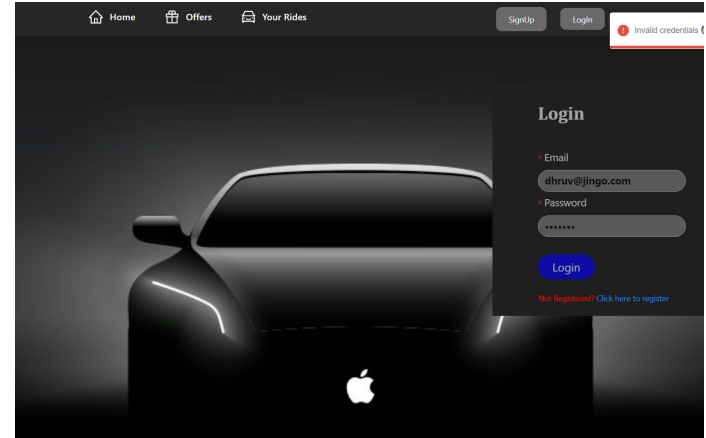 Home Offers Your Rides SignUp LogIn
Invalid credentials
Login
* Email
dhruv@jingo.com
* Password
•••••••
Login
Not Registered? Click here to register